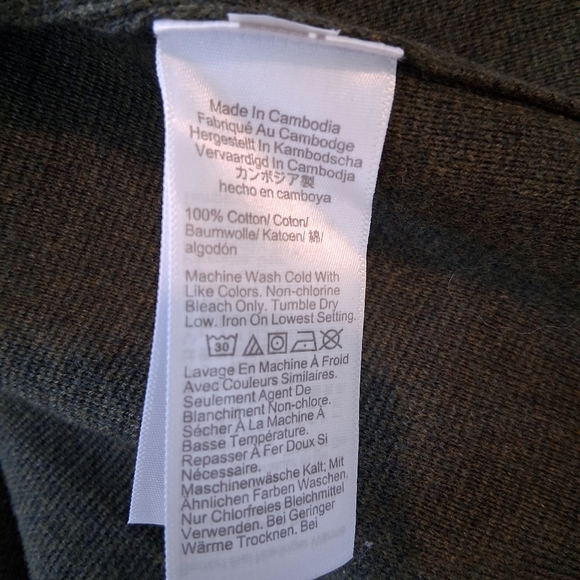 Made In Cambodia
Fabriqué Au Cambodge
Hergestellt In Kambodscha
Vervaardigd In Cambodja
カンボジア製
hecho en camboya
100% Cotton/ Coton/
Baumwolle/ Katoen/ 綿/
algodón
Machine Wash Cold With
Like Colors. Non-chlorine
Bleach Only. Tumble Dry
Low. Iron On Lowest Setting.
30
Lavage En Machine À Froid
Avec Couleurs Similaires.
Seulement Agent De
Blanchiment Non-chlore.
Sécher À La Machine À
Basse Température.
Repasser À Fer Doux Si
Nécessaire.
Maschinenwäsche Kalt; Mit
Ähnlichen Farben Waschen.
Nur Chlorfreies Bleichmittel
Verwenden. Bei Geringer
Wärme Trocknen. Bei